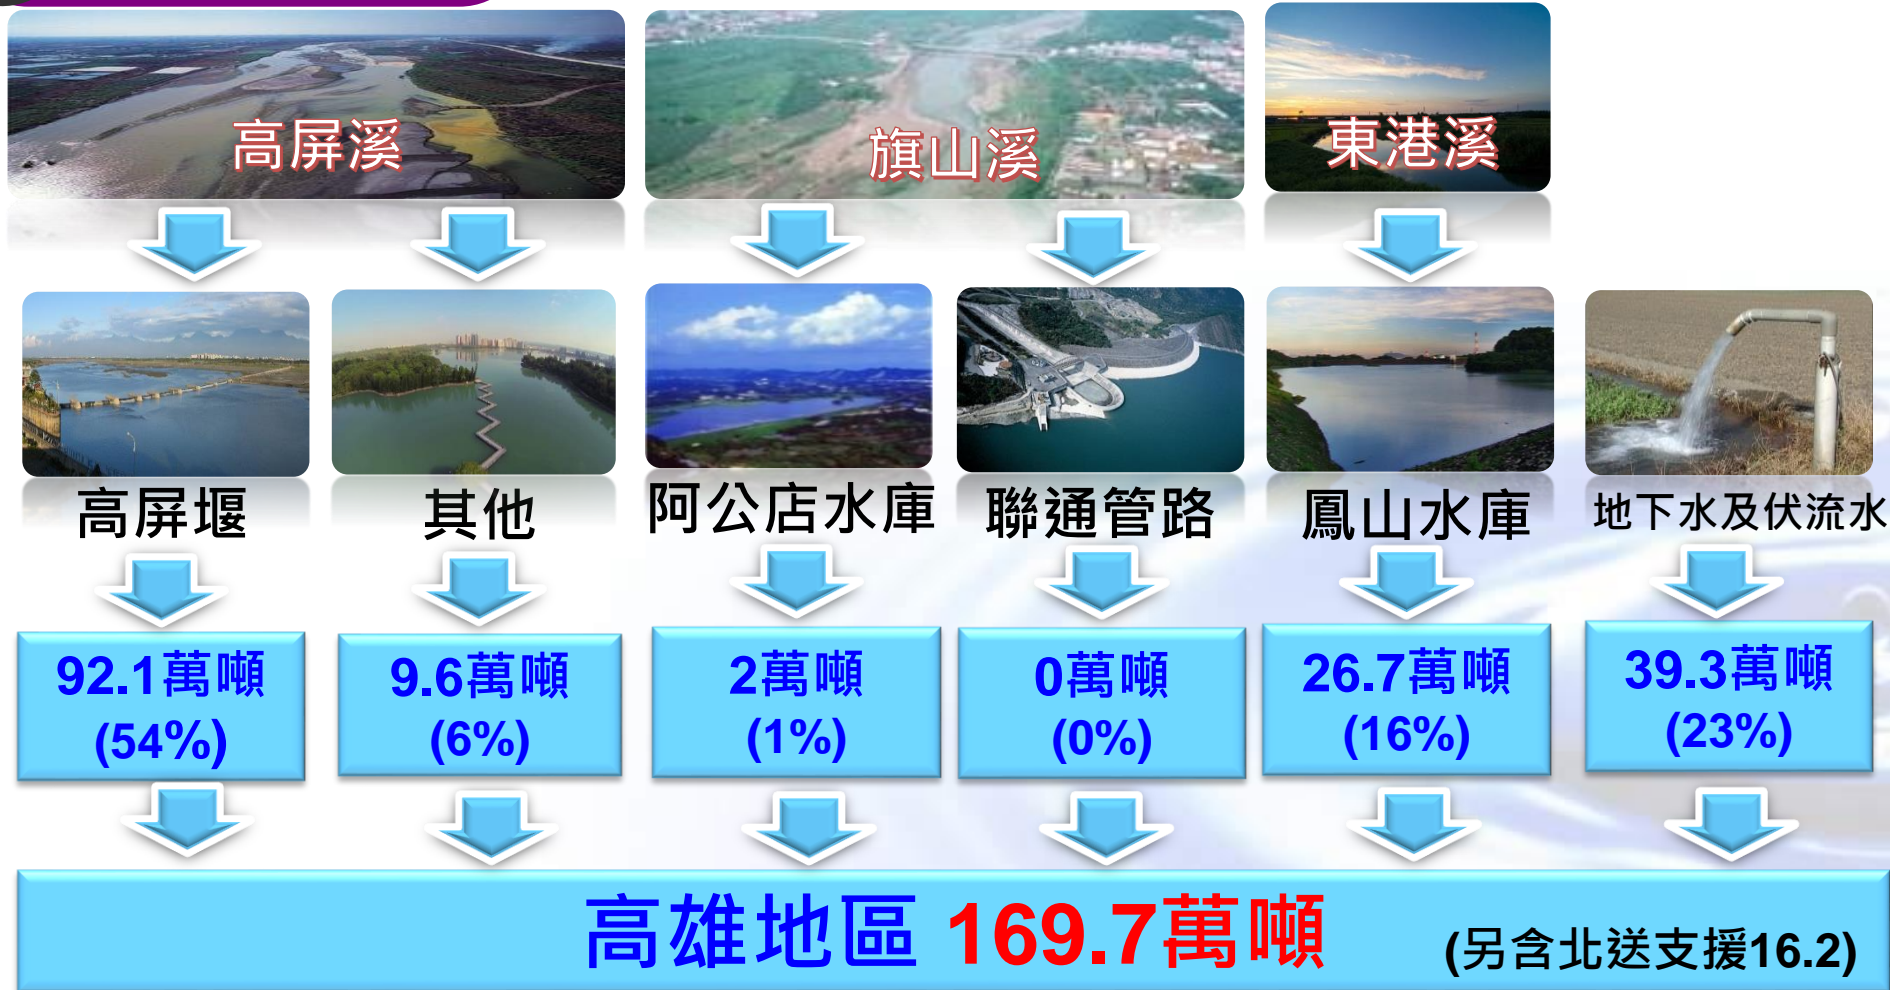 高屏溪
旗山溪
東港溪
高屏堰
其他
阿公店水庫
聯通管路
鳳山水庫
地下水及伏流水
92.1萬噸
(54%)
9.6萬噸
(6%)
2萬噸
(1%)
0萬噸
(0%)
26.7萬噸
(16%)
39.3萬噸
(23%)
高雄地區 169.7萬噸 (另含北送支援16.2)